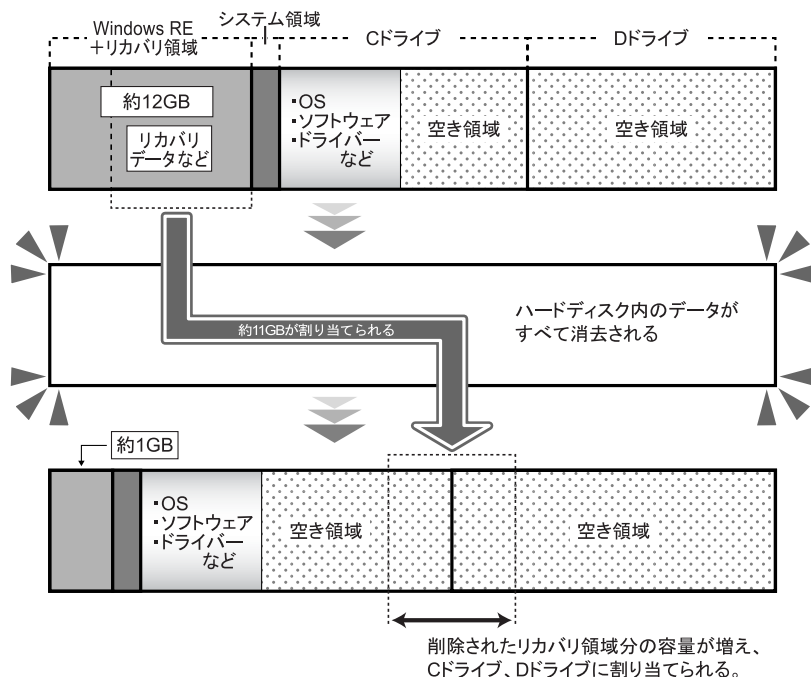 Windows RE
+リカバリ領域
システム領域
Cドライブ
Dドライブ
約12GB
リカバリ
データなど
・OS
・ソフトウェア
・ドライバー
など
空き領域
空き領域
ハードディスク内のデータが
すべて消去される
約11GBが割り当てられる
約1GB
・OS
・ソフトウェア
・ドライバー
など
空き領域
空き領域
削除されたリカバリ領域分の容量が増え、
Cドライブ、Dドライブに割り当てられる。